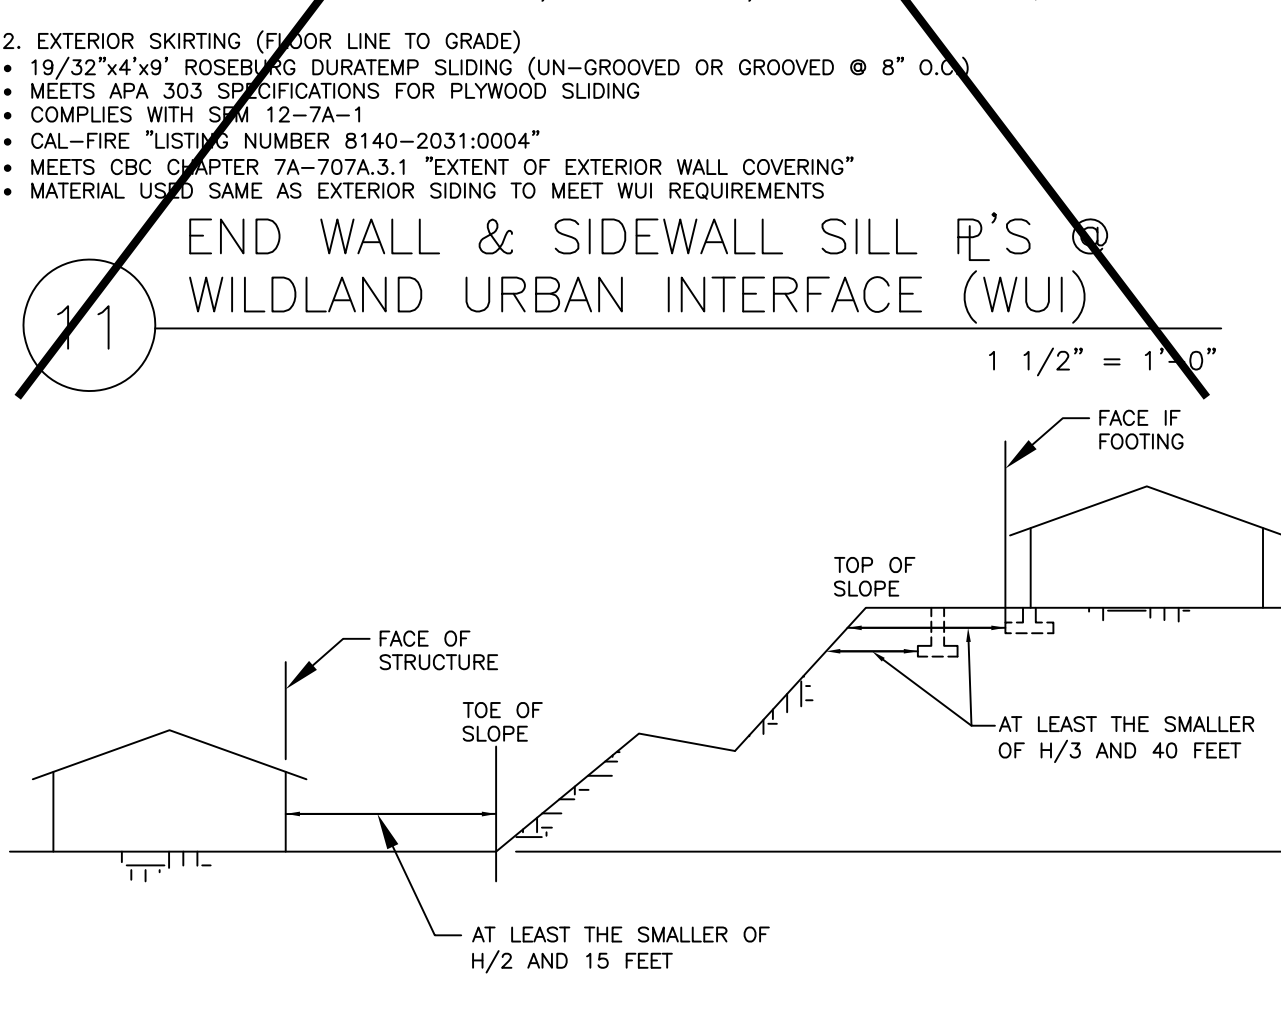 2. EXTERIOR SKIRTING (FLOOR LINE TO GRADE)
• 19/32"x4'x9' ROSEBURG DURATEMP SLIDING (UN-GROOVED OR GROOVED @ 8" O.C.)
• MEETS APA 303 SPECIFICATIONS FOR PLYWOOD SLIDING
• COMPLIES WITH SFM 12-7A-1
• CAL-FIRE "LISTING NUMBER 8140-2031:0004"
• MEETS CBC CHAPTER 7A-707A.3.1 "EXTENT OF EXTERIOR WALL COVERING"
• MATERIAL USED SAME AS EXTERIOR SIDING TO MEET WUI REQUIREMENTS
11
END WALL & SIDEWALL SILL PL'S @
WILDLAND URBAN INTERFACE (WUI)
1 1/2" = 1'-0"
FACE IF
FOOTING
TOP OF
SLOPE
FACE OF
STRUCTURE
TOE OF
SLOPE
AT LEAST THE SMALLER
OF H/3 AND 40 FEET
AT LEAST THE SMALLER OF
H/2 AND 15 FEET